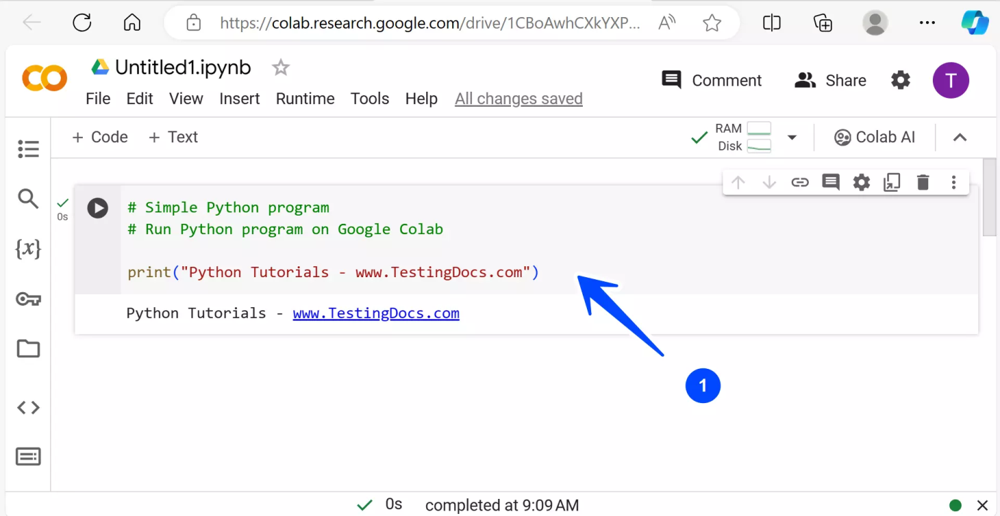 https://colab.research.google.com/drive/1CBoAwhCXkYXP...
Untitled1.ipynb
Comment
Share
T
File Edit View Insert Runtime Tools Help All changes saved
+ Code + Text
RAM
Disk
Colab AI
0s
# Simple Python program
# Run Python program on Google Colab
print("Python Tutorials - www.TestingDocs.com")
{x}
Python Tutorials - www.TestingDocs.com
1
0s completed at 9:09 AM